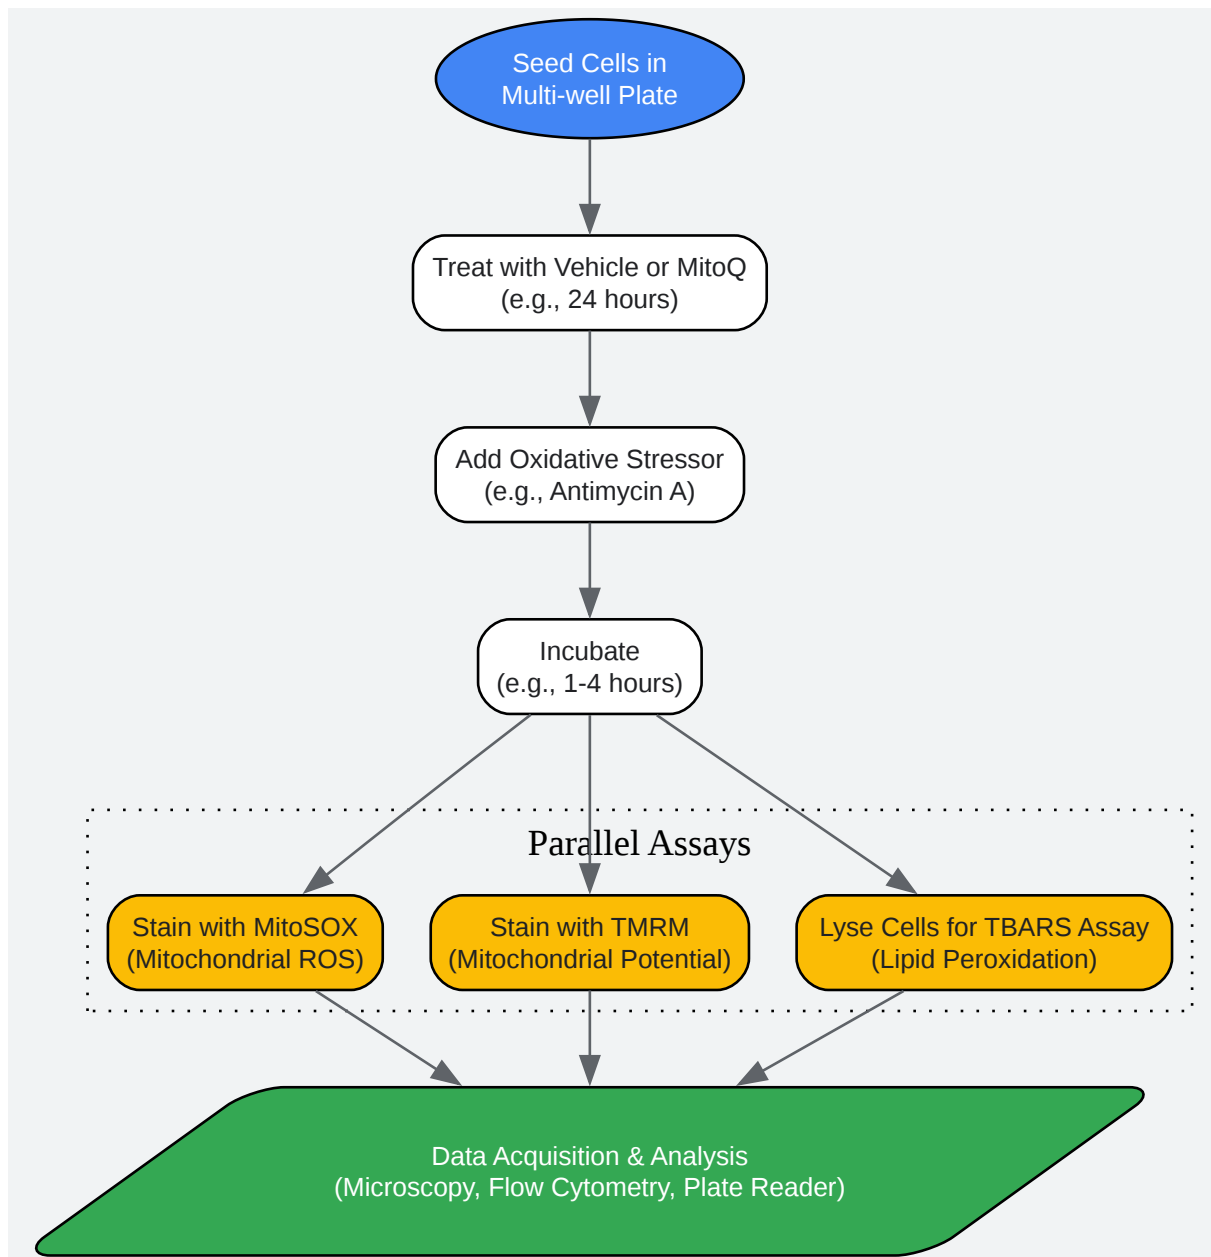 Seed Cells in
Multi-well Plate
Treat with Vehicle or MitoQ
(e.g., 24 hours)
Add Oxidative Stressor
(e.g., Antimycin A)
Incubate
(e.g., 1-4 hours)
Parallel Assays
Stain with MitoSOX
(Mitochondrial ROS)
Stain with TMRM
(Mitochondrial Potential)
Lyse Cells for TBARS Assay
(Lipid Peroxidation)
Data Acquisition & Analysis
(Microscopy, Flow Cytometry, Plate Reader)